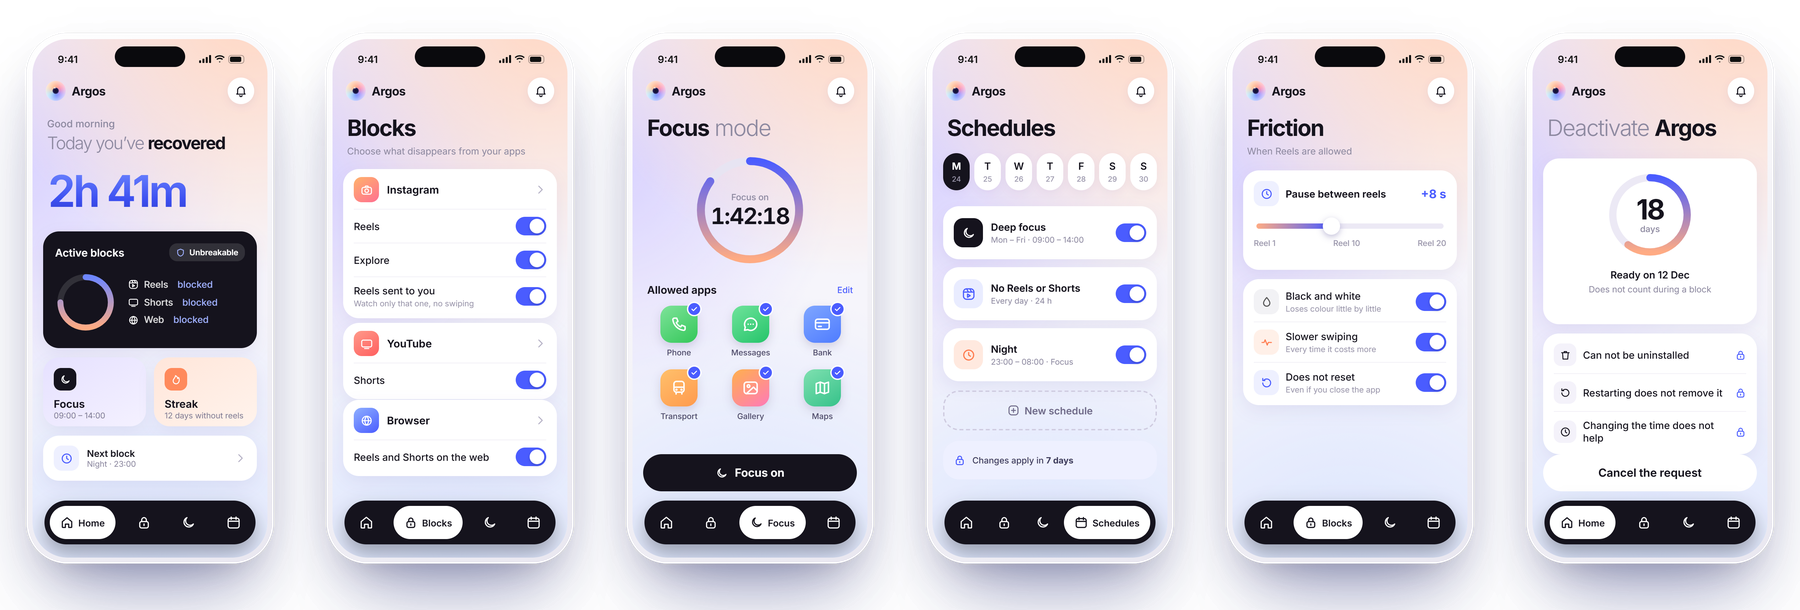 9:41
Argos
Good morning
Today you've recovered
2h 41m
Active blocks
Unbreakable
Reels blocked
Shorts blocked
Web blocked
Focus
09:00 – 14:00
Streak
12 days without reels
Next block
Night · 23:00
Home
9:41
Argos
Blocks
Choose what disappears from your apps
Instagram
Reels
Explore
Reels sent to you
Watch only that one, no swiping
YouTube
Shorts
Browser
Reels and Shorts on the web
Blocks
9:41
Argos
Focus mode
Focus on
1:42:18
Allowed apps
Edit
Phone
Messages
Bank
Transport
Gallery
Maps
Focus on
Focus
9:41
Argos
Schedules
M T W T F S S
24 25 26 27 28 29 30
Deep focus
Mon – Fri · 09:00 – 14:00
No Reels or Shorts
Every day · 24 h
Night
23:00 – 08:00 · Focus
New schedule
Changes apply in 7 days
Schedules
9:41
Argos
Friction
When Reels are allowed
Pause between reels
+8 s
Reel 1
Reel 10
Reel 20
Black and white
Loses colour little by little
Slower swiping
Every time it costs more
Does not reset
Even if you close the app
Blocks
9:41
Argos
Deactivate Argos
18
days
Ready on 12 Dec
Does not count during a block
Can not be uninstalled
Restarting does not remove it
Changing the time does not
help
Cancel the request
Home